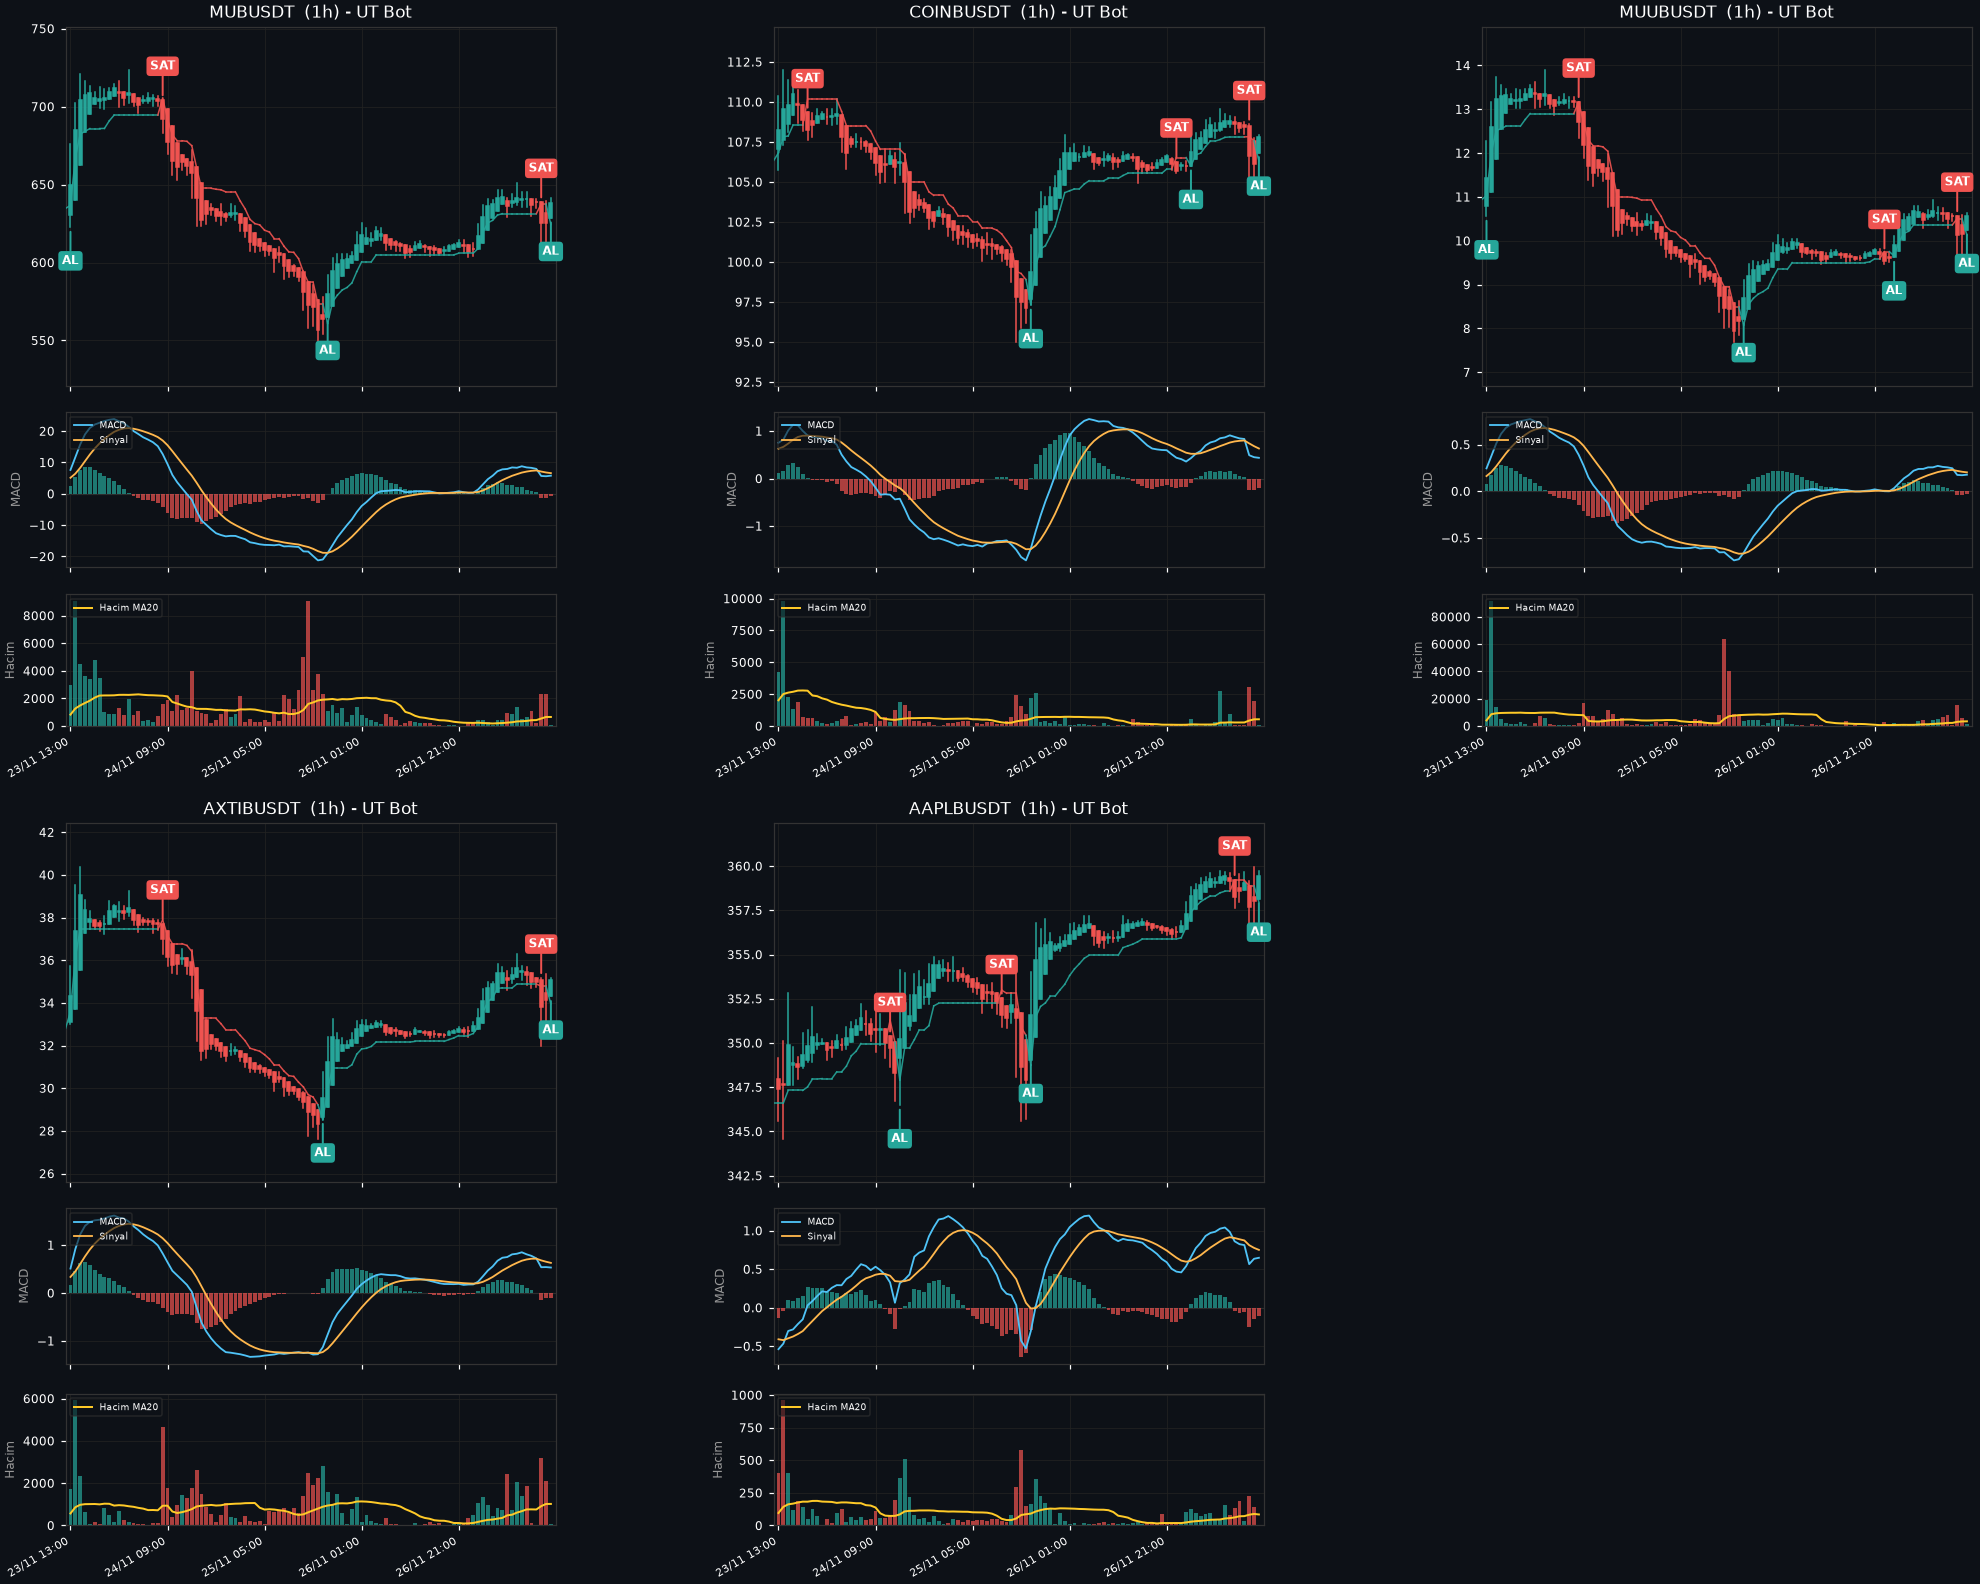 MUBUSDT (1h) - UT Bot
750
700
650
600
550
SAT
SAT
AL
AL
AL
MACD
20
10
0
−10
−20
MACD
Sinyal
Hacim
8000
6000
4000
2000
0
Hacim MA20
23/11 13:00
24/11 09:00
25/11 05:00
26/11 01:00
26/11 21:00
COINBUSDT (1h) - UT Bot
112.5
110.0
107.5
105.0
102.5
100.0
97.5
95.0
92.5
SAT
SAT
SAT
AL
AL
AL
MACD
1
0
−1
MACD
Sinyal
Hacim
10000
7500
5000
2500
0
Hacim MA20
23/11 13:00
24/11 09:00
25/11 05:00
26/11 01:00
26/11 21:00
MUUBUSDT (1h) - UT Bot
14
13
12
11
10
9
8
7
SAT
SAT
SAT
AL
AL
AL
AL
MACD
0.5
0.0
−0.5
MACD
Sinyal
Hacim
80000
60000
40000
20000
0
Hacim MA20
23/11 13:00
24/11 09:00
25/11 05:00
26/11 01:00
26/11 21:00
AXTIBUSDT (1h) - UT Bot
42
40
38
36
34
32
30
28
26
SAT
SAT
AL
AL
MACD
1
0
−1
MACD
Sinyal
Hacim
6000
4000
2000
0
Hacim MA20
23/11 13:00
24/11 09:00
25/11 05:00
26/11 01:00
26/11 21:00
AAPLBUSDT (1h) - UT Bot
360.0
357.5
355.0
352.5
350.0
347.5
345.0
342.5
SAT
SAT
SAT
AL
AL
AL
MACD
1.0
0.5
0.0
−0.5
MACD
Sinyal
Hacim
1000
750
500
250
0
Hacim MA20
23/11 13:00
24/11 09:00
25/11 05:00
26/11 01:00
26/11 21:00